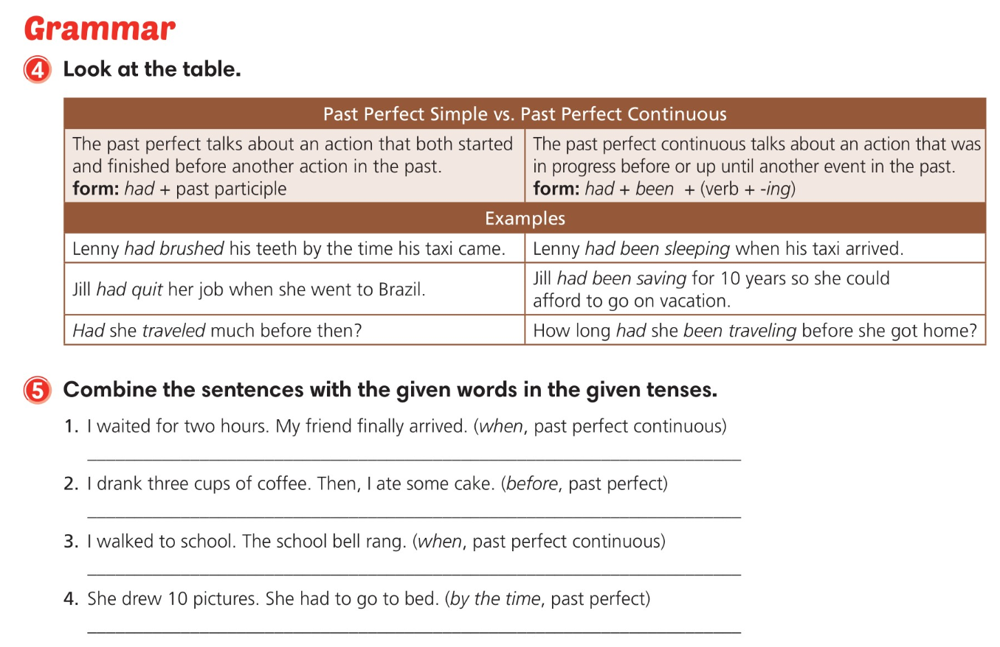 Grammar
4 Look at the table.
Past Perfect Simple vs. Past Perfect Continuous
The past perfect talks about an action that both started
and finished before another action in the past.
form: had + past participle
The past perfect continuous talks about an action that was
in progress before or up until another event in the past.
form: had + been + (verb + -ing)
Examples
Lenny had brushed his teeth by the time his taxi came.
Lenny had been sleeping when his taxi arrived.
Jill had quit her job when she went to Brazil.
Jill had been saving for 10 years so she could
afford to go on vacation.
Had she traveled much before then?
How long had she been traveling before she got home?
5 Combine the sentences with the given words in the given tenses.
1. I waited for two hours. My friend finally arrived. (when, past perfect continuous)
2. I drank three cups of coffee. Then, I ate some cake. (before, past perfect)
3. I walked to school. The school bell rang. (when, past perfect continuous)
4. She drew 10 pictures. She had to go to bed. (by the time, past perfect)